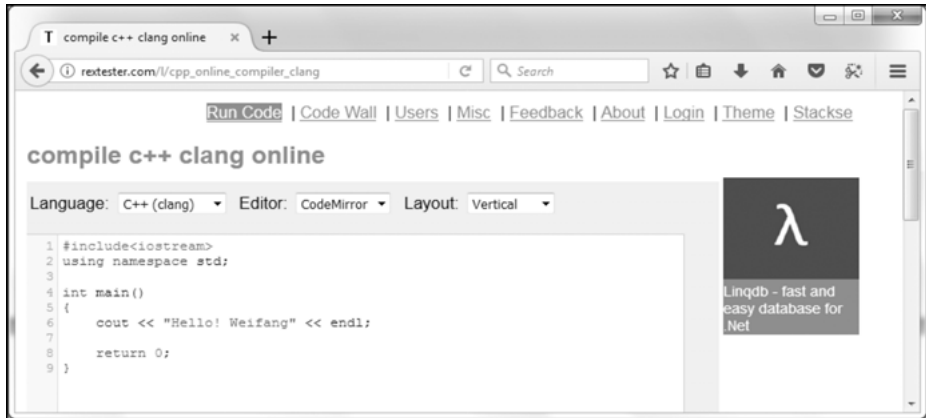 T compile c++ clang online × +
rextester.com/l/cpp_online_compiler_clang Search
Run Code | Code Wall | Users | Misc | Feedback | About | Login | Theme | Stackse
compile c++ clang online
Language: C++ (clang) Editor: CodeMirror Layout: Vertical
1 #include<iostream>
2 using namespace std;
3
4 int main()
5 {
6 cout << "Hello! Weifang" << endl;
7
8 return 0;
9 }
λ
Linqdb - fast and
easy database for
.Net